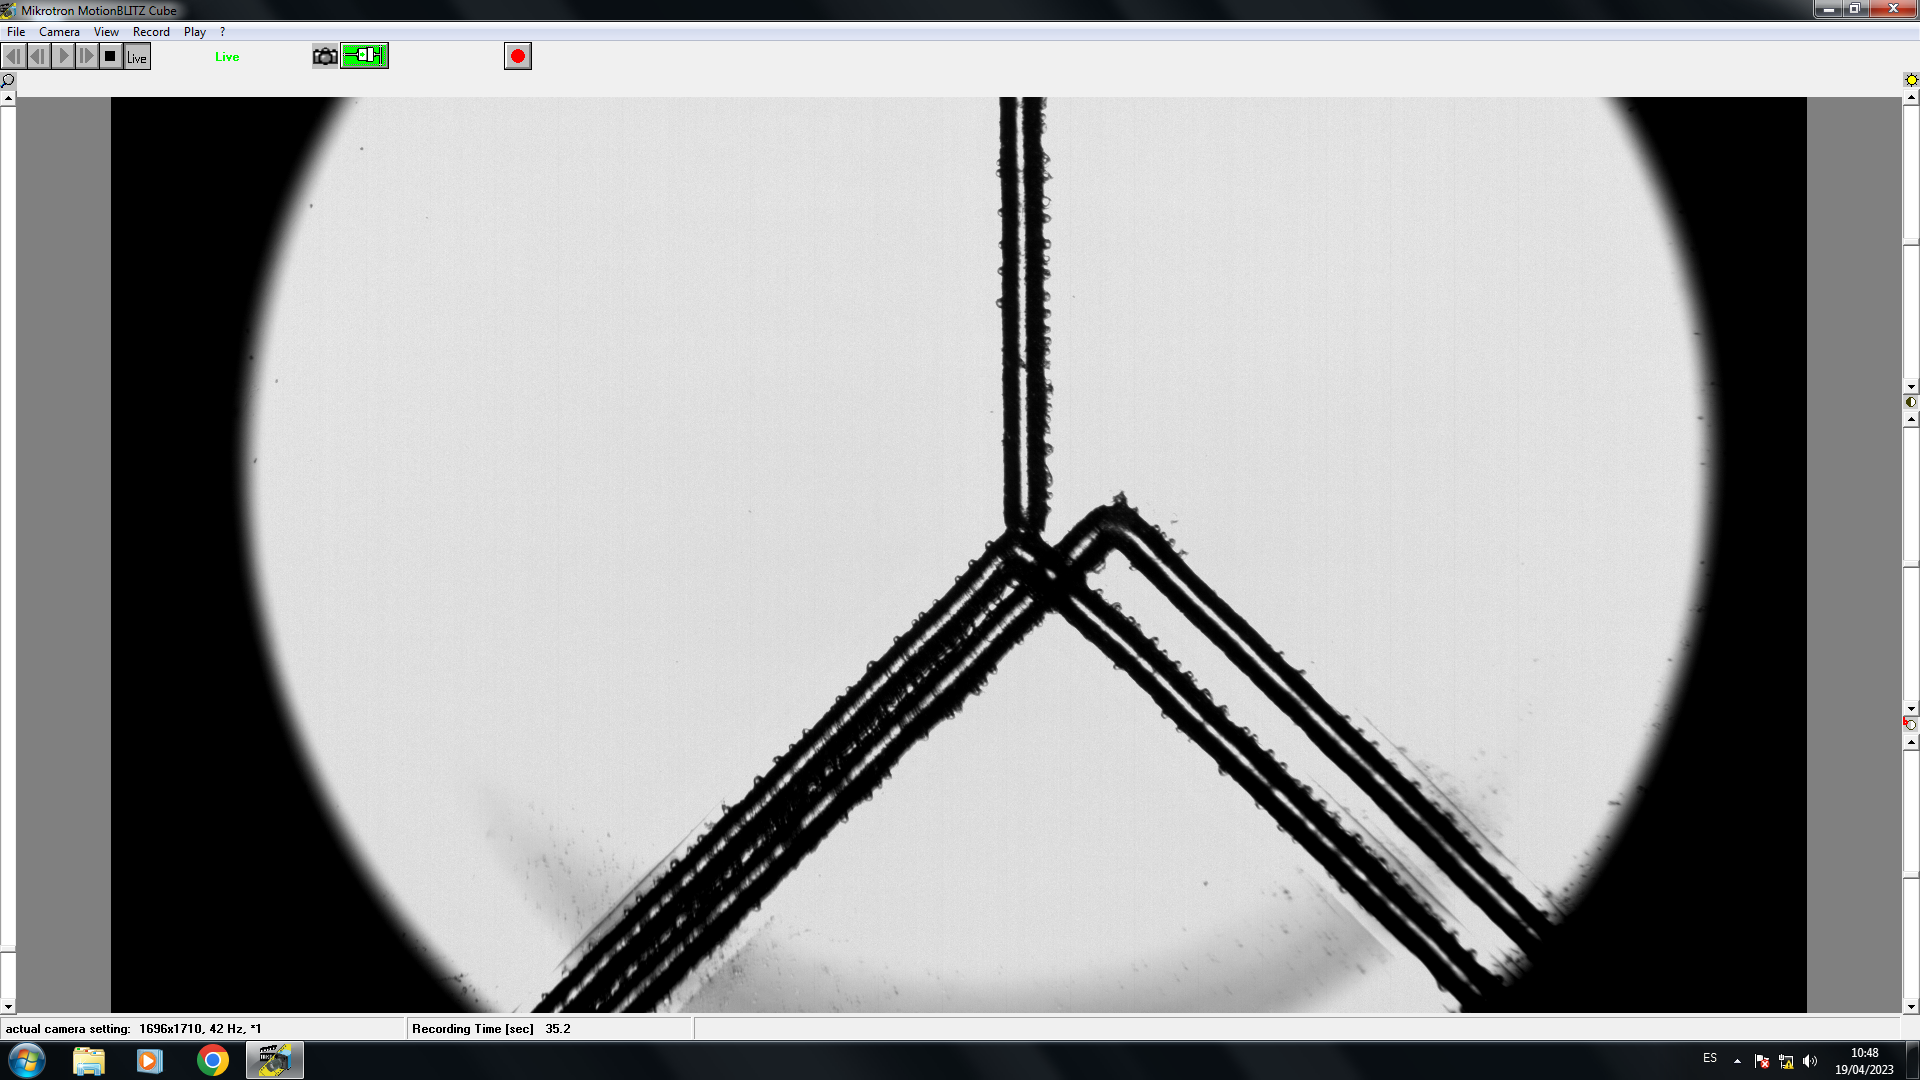 Mikrotron MotionBLITZ Cube
File Camera View Record Play ?
Live Live
actual camera setting: 1696x1710, 42 Hz, *1 Recording Time [sec] 35.2
ES 10:48
19/04/2023